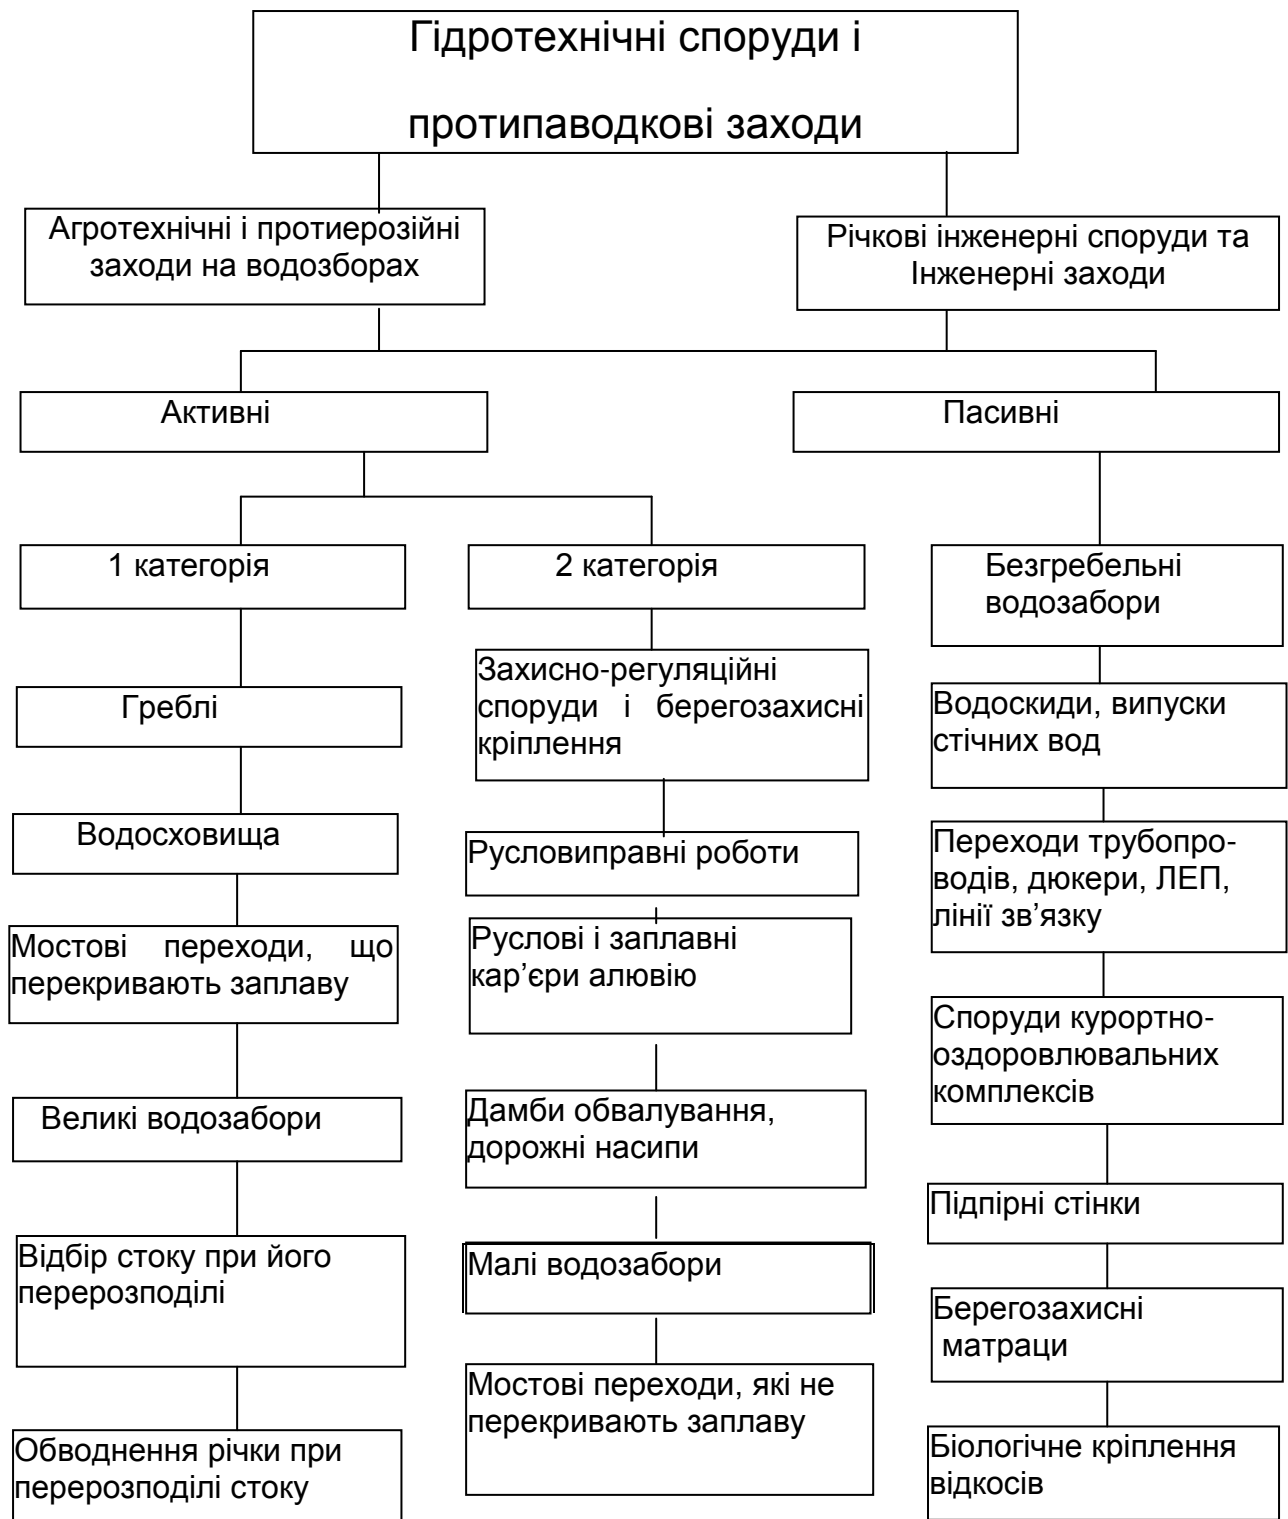 Гідротехнічні споруди і
протипаводкові заходи
Агротехнічні і протиерозійні
заходи на водозборах
Річкові інженерні споруди та
Інженерні заходи
Активні
Пасивні
1 категорія
Греблі
Водосховища
Мостові переходи, що
перекривають заплаву
Великі водозабори
Відбір стоку при його
перерозподілі
Обводнення річки при
перерозподілі стоку
2 категорія
Захисно-регуляційні
споруди і берегозахисні
кріплення
Русловиправні роботи
Руслові і заплавні
кар’єри алювію
Дамби обвалування,
дорожні насипи
Малі водозабори
Мостові переходи, які не
перекривають заплаву
Безгребельні
водозабори
Водоскиди, випуски
стічних вод
Переходи трубопро-
водів, дюкери, ЛЕП,
лінії зв’язку
Споруди курортно-
оздоровлювальних
комплексів
Підпірні стінки
Берегозахисні
матраци
Біологічне кріплення
відкосів